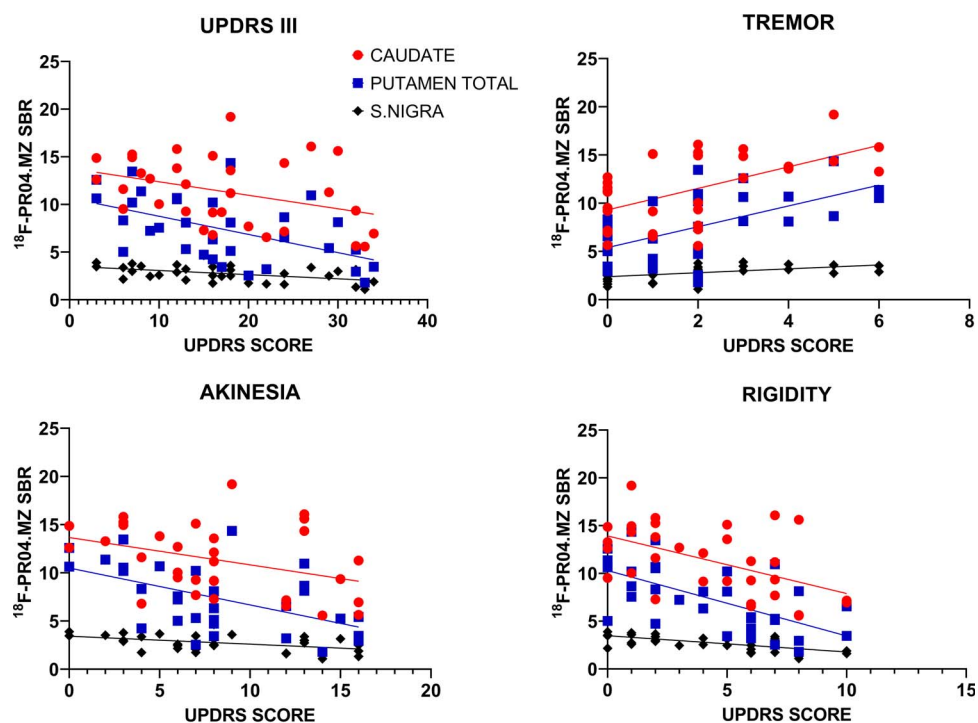 UPDRS III
CAUDATE
PUTAMEN TOTAL
S.NIGRA
¹⁸F-PR04.MZ SBR
25
20
15
10
5
0
0 10 20 30 40
UPDRS SCORE
TREMOR
¹⁸F-PR04.MZ SBR
25
20
15
10
5
0
0 2 4 6 8
UPDRS SCORE
AKINESIA
¹⁸F-PR04.MZ SBR
25
20
15
10
5
0
0 5 10 15 20
UPDRS SCORE
RIGIDITY
¹⁸F-PR04.MZ SBR
25
20
15
10
5
0
0 5 10 15
UPDRS SCORE